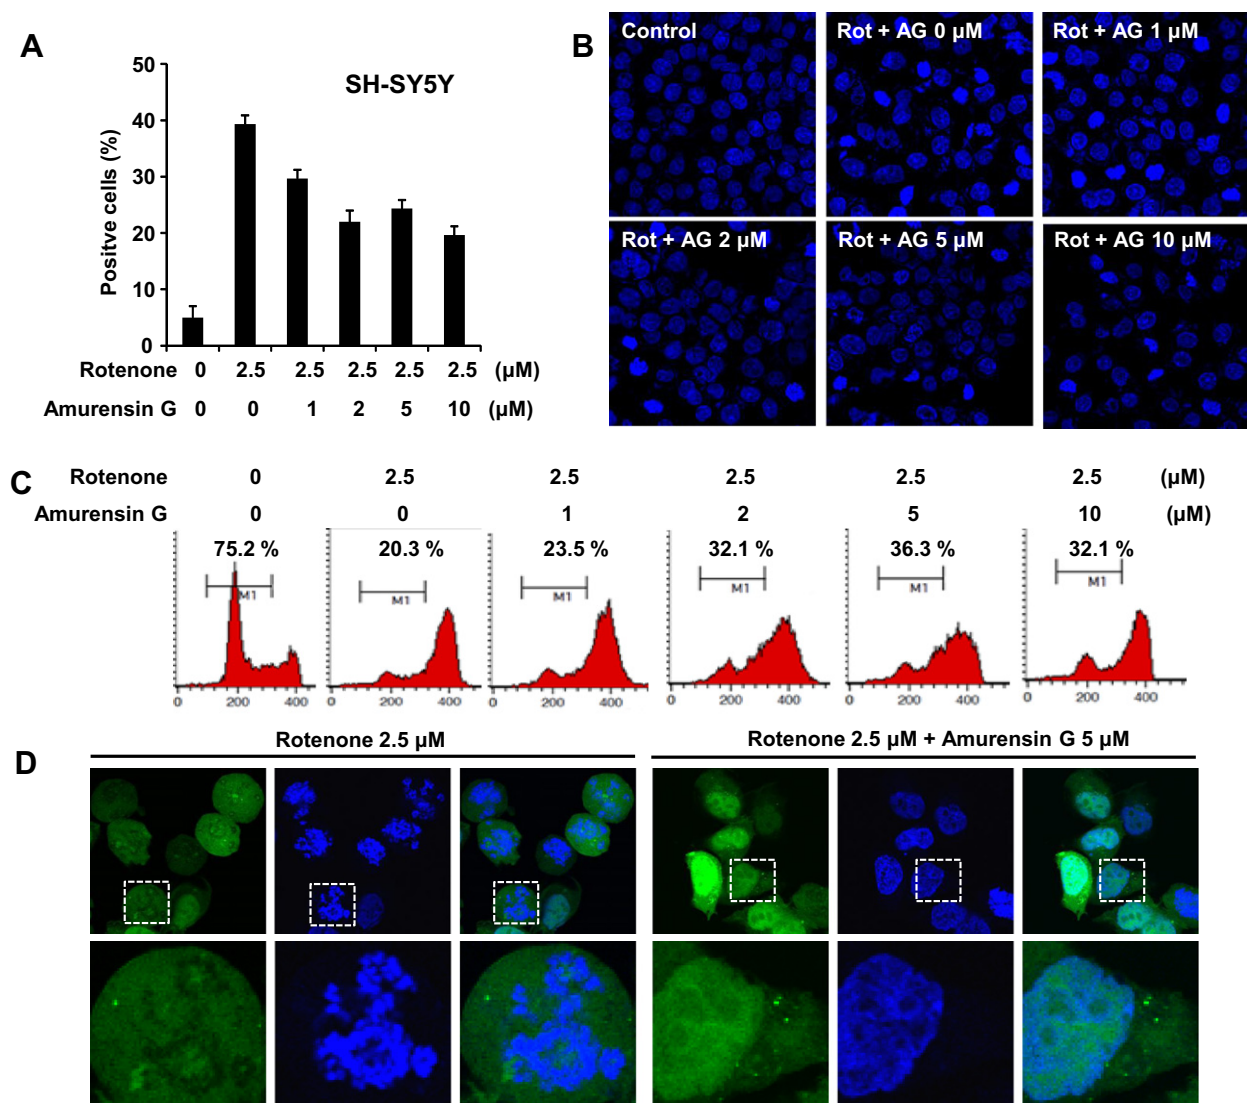 A
50
40
30
20
10
0
Positve cells (%)
SH-SY5Y
Rotenone 0 2.5 2.5 2.5 2.5 2.5 (μM)
Amurensin G 0 0 1 2 5 10 (μM)
B
Control
Rot + AG 0 μM
Rot + AG 1 μM
Rot + AG 2 μM
Rot + AG 5 μM
Rot + AG 10 μM
C
Rotenone 0 2.5 2.5 2.5 2.5 2.5 (μM)
Amurensin G 0 0 1 2 5 10 (μM)
75.2 % 20.3 % 23.5 % 32.1 % 36.3 % 32.1 %
M1 M1 M1 M1 M1 M1
0 200 400 0 200 400 0 200 400 0 200 400 0 200 400 0 200 400
D
Rotenone 2.5 μM
Rotenone 2.5 μM + Amurensin G 5 μM